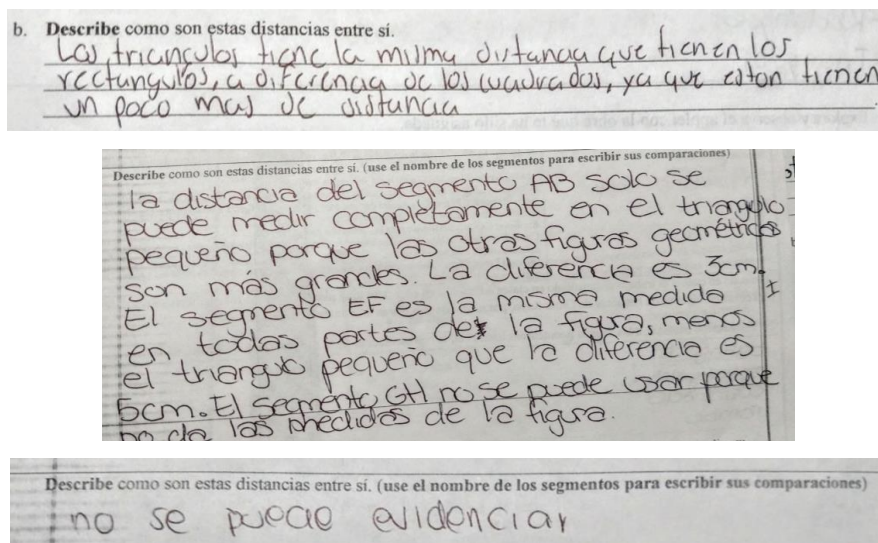 b. Describe como son estas distancias entre sí.
Los triangulos tiene la misma distancia que tienen los
rectangulos, a diferencia de los cuadrados, ya que eston tienen
un poco mas de distancia
Describe como son estas distancias entre si. (use el nombre de los segmentos para escribir sus comparaciones)
la distancia del segmento AB solo se
puede medir completamente en el triangulo
pequeño porque las otras figuras geométricas
son más grandes. La diferencia es 3cm.
El segmento EF es la misma medida
en todas partes de la figura, menos
el triangulo pequeño que la diferencia es
5cm. El segmento GH no se puede usar porque
no da las medidas de la figura.
Describe como son estas distancias entre sí. (use el nombre de los segmentos para escribir sus comparaciones)
no se puede evidenciar